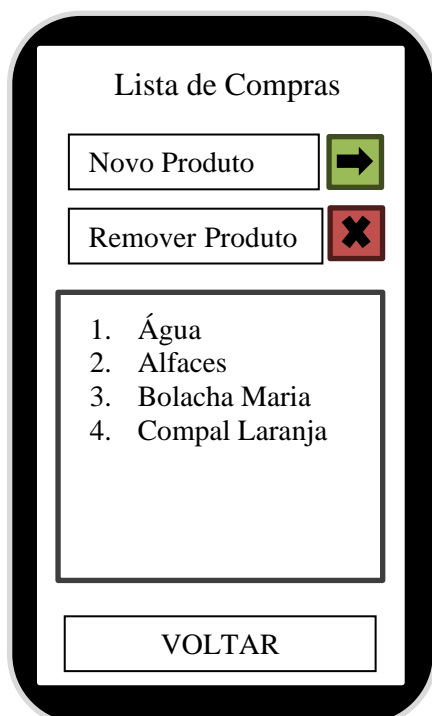 Lista de Compras
Novo Produto
Remover Produto
1. Água
2. Alfaces
3. Bolacha Maria
4. Compal Laranja
VOLTAR